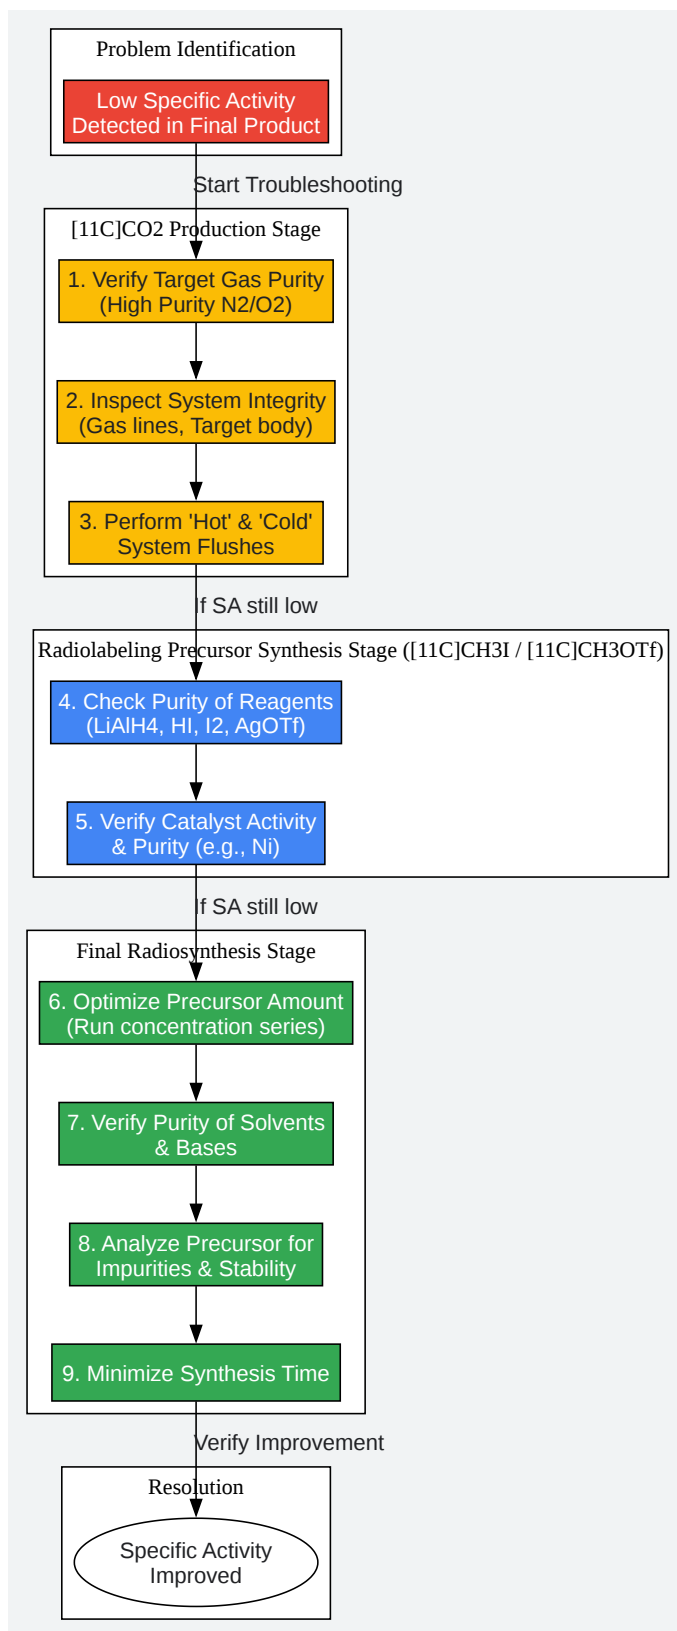 Problem Identification
Low Specific Activity
Detected in Final Product
Start Troubleshooting
[11C]CO2 Production Stage
1. Verify Target Gas Purity
(High Purity N2/O2)
2. Inspect System Integrity
(Gas lines, Target body)
3. Perform 'Hot' & 'Cold'
System Flushes
If SA still low
Radiolabeling Precursor Synthesis Stage ([11C]CH3I / [11C]CH3OTf)
4. Check Purity of Reagents
(LiAlH4, HI, I2, AgOTf)
5. Verify Catalyst Activity
& Purity (e.g., Ni)
If SA still low
Final Radiosynthesis Stage
6. Optimize Precursor Amount
(Run concentration series)
7. Verify Purity of Solvents
& Bases
8. Analyze Precursor for
Impurities & Stability
9. Minimize Synthesis Time
Verify Improvement
Resolution
Specific Activity
Improved